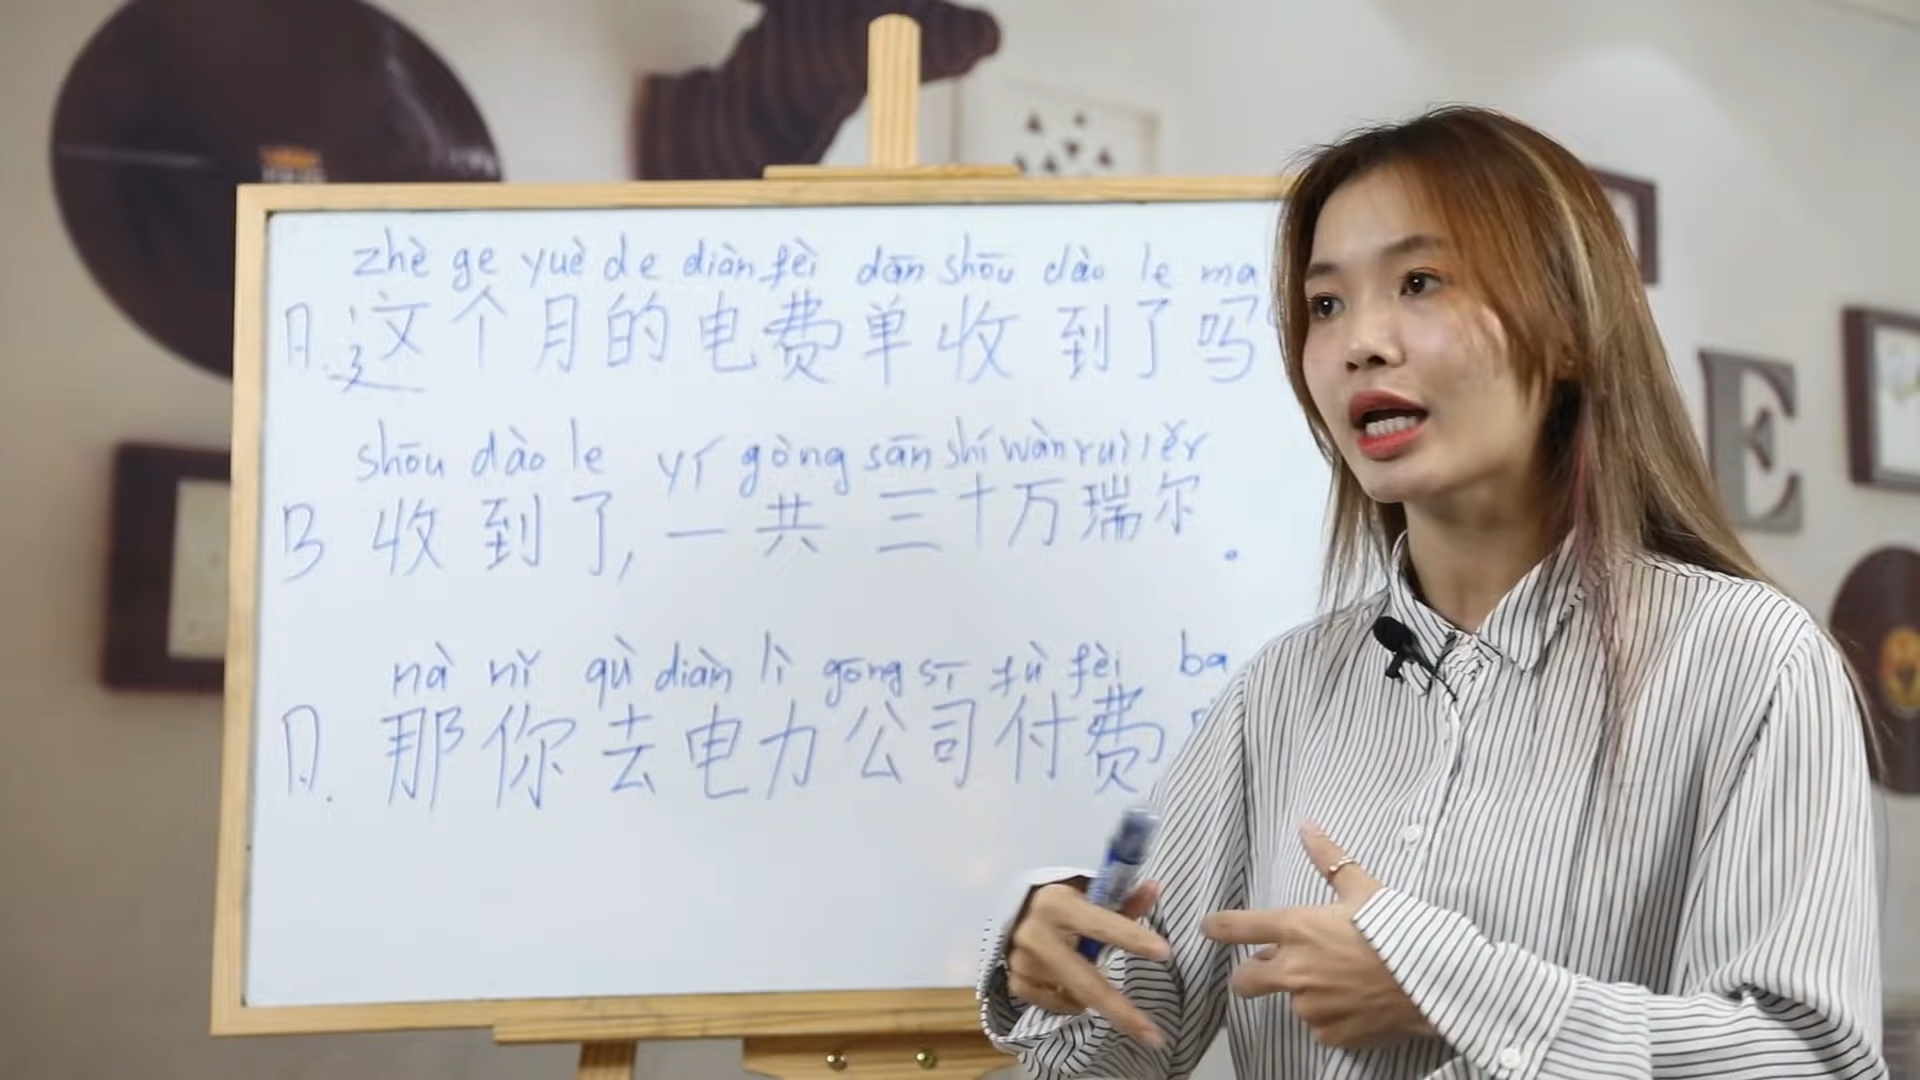 zhè ge yuè de diàn fèi dān shōu dào le ma
A. 这个月的电费单收到了吗
shōu dào le yí gòng sān shí wàn ruì ěr
B 收到了,一共三十万瑞尔。
nà nǐ qù diàn lì gōng sī fù fèi ba
A. 那你去电力公司付费
E